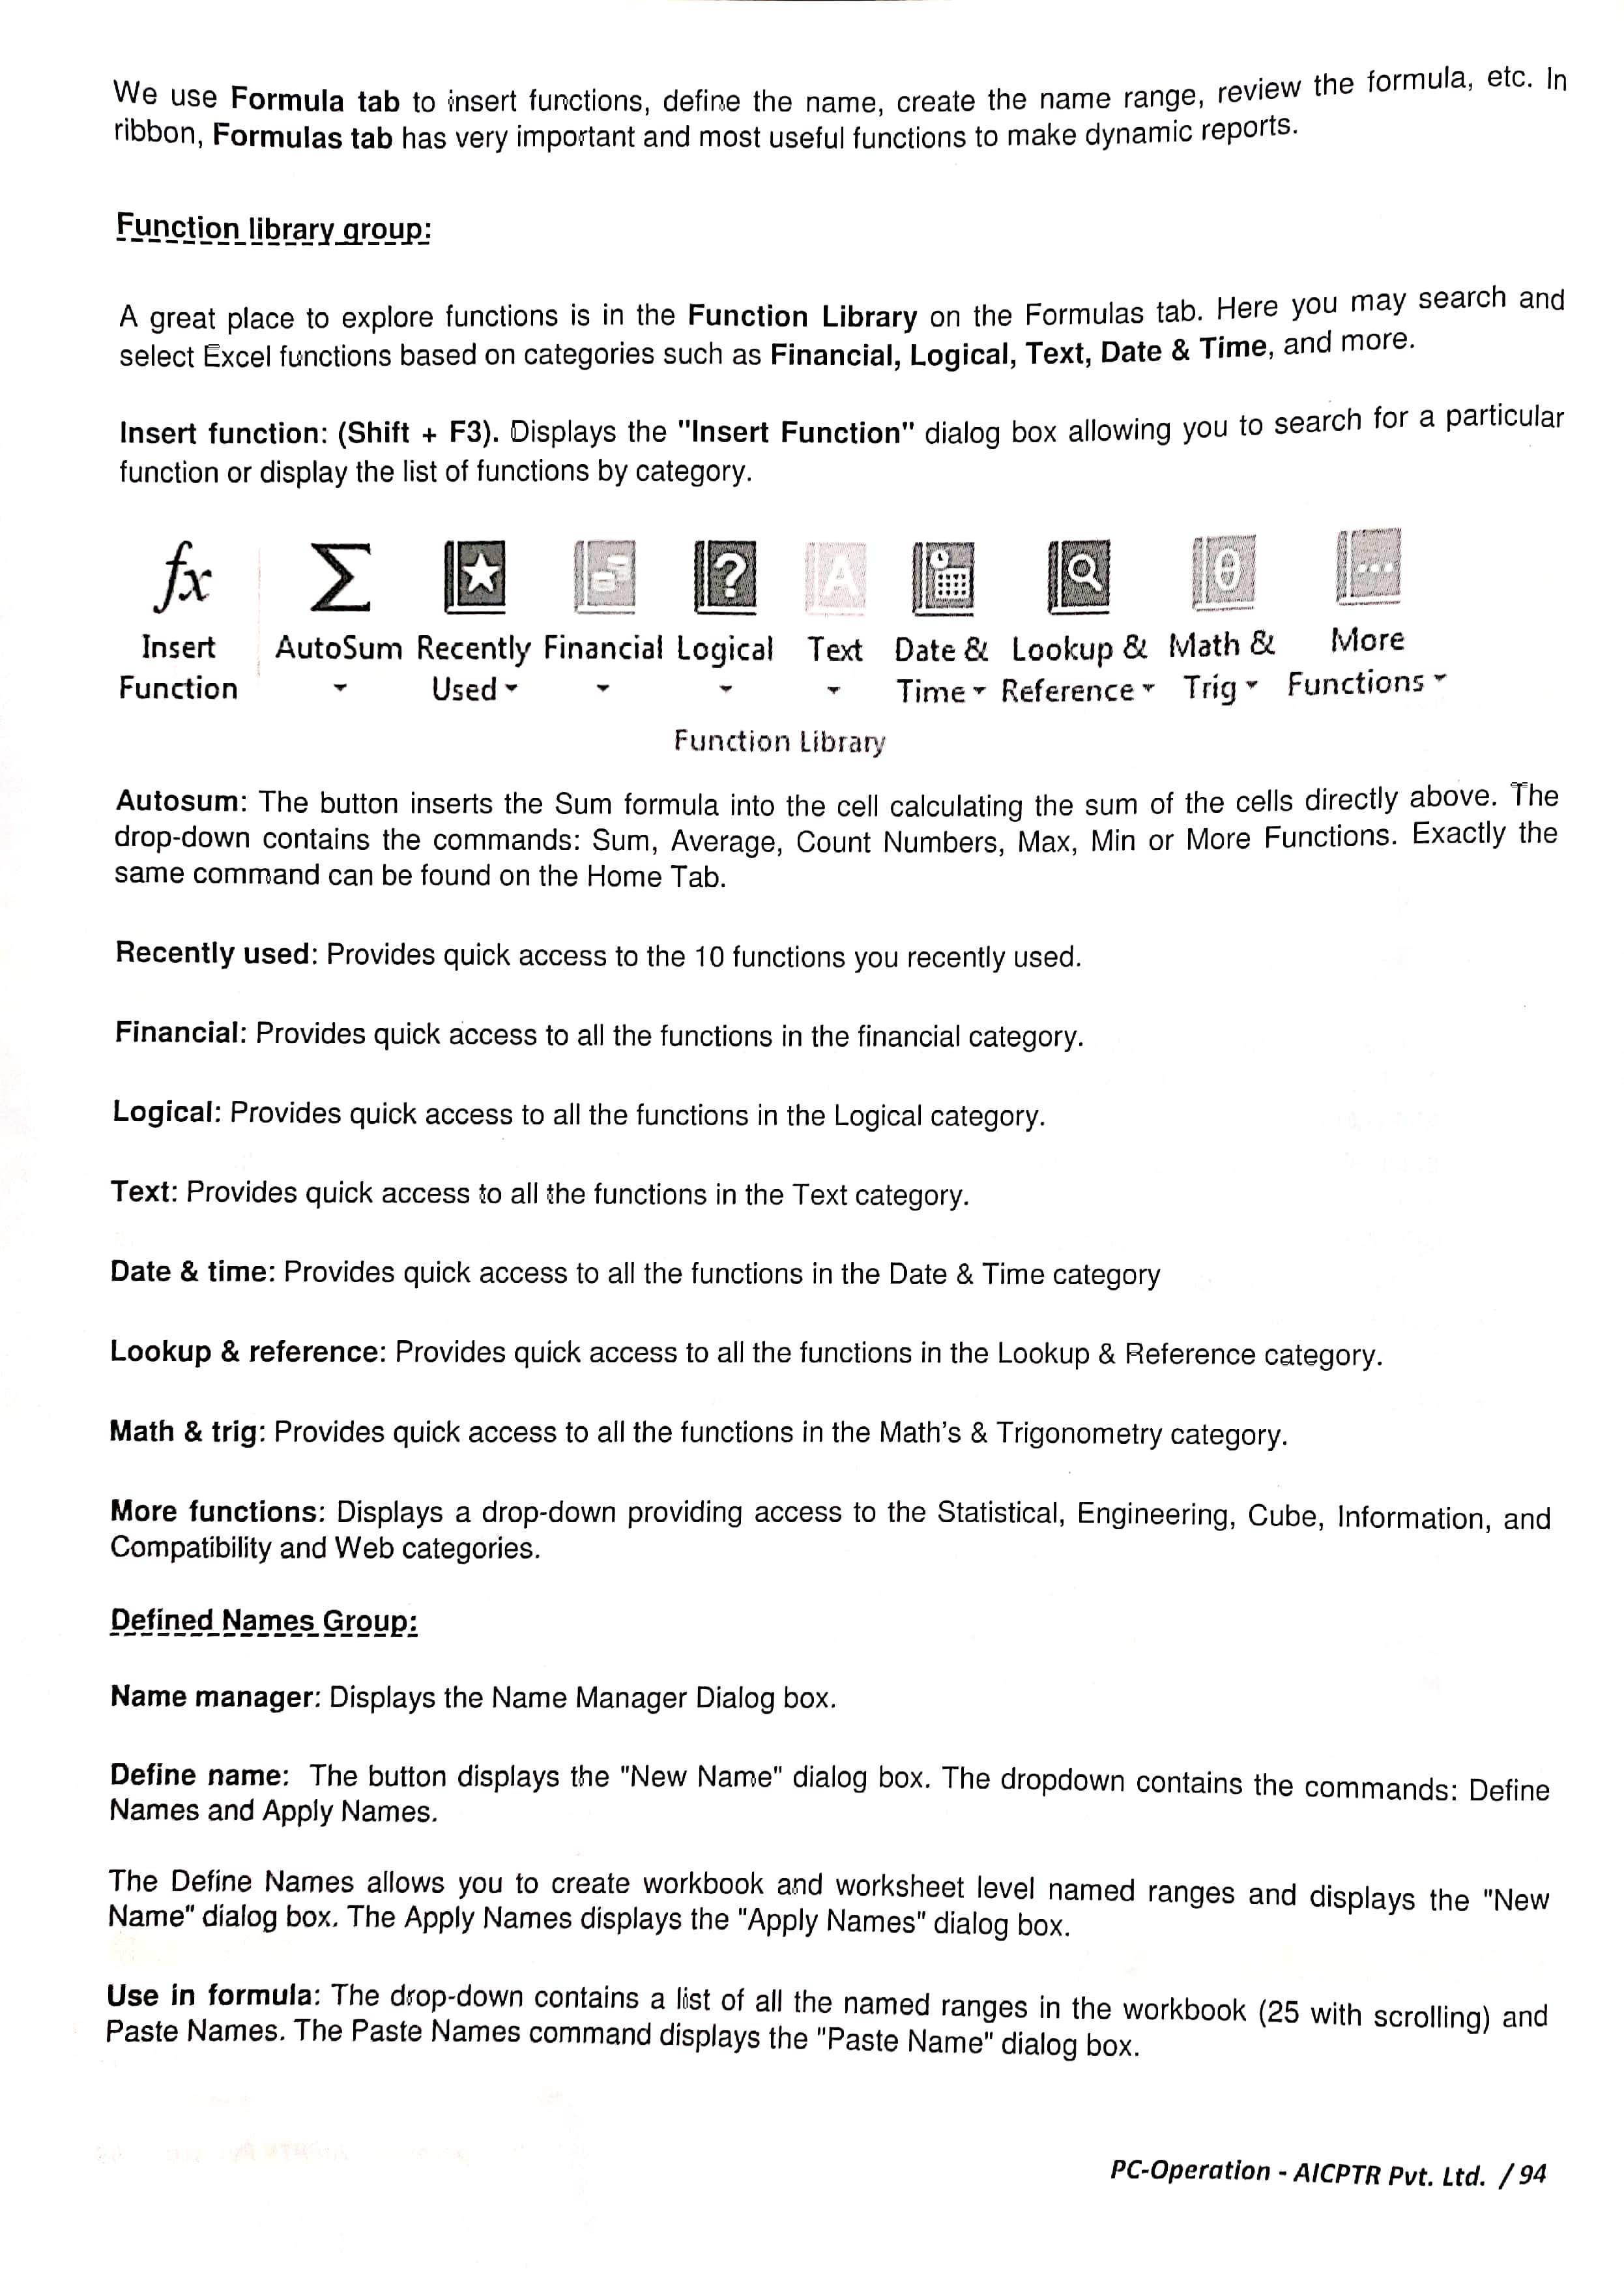 We use Formula tab to insert functions, define the name, create the name range, review the formula, etc. In
ribbon, Formulas tab has very important and most useful functions to make dynamic reports.
Function library group:
A great place to explore functions is in the Function Library on the Formulas tab. Here you may search and
select Excel functions based on categories such as Financial, Logical, Text, Date & Time, and more.
Insert function: (Shift + F3). Displays the "Insert Function" dialog box allowing you to search for a particular
function or display the list of functions by category.
fx Σ ? A θ
Insert AutoSum Recently Financial Logical Text Date & Lookup & Math & More
Function Used Time Reference Trig Functions
Function Library
Autosum: The button inserts the Sum formula into the cell calculating the sum of the cells directly above. The
drop-down contains the commands: Sum, Average, Count Numbers, Max, Min or More Functions. Exactly the
same command can be found on the Home Tab.
Recently used: Provides quick access to the 10 functions you recently used.
Financial: Provides quick access to all the functions in the financial category.
Logical: Provides quick access to all the functions in the Logical category.
Text: Provides quick access to all the functions in the Text category.
Date & time: Provides quick access to all the functions in the Date & Time category
Lookup & reference: Provides quick access to all the functions in the Lookup & Reference category.
Math & trig: Provides quick access to all the functions in the Math's & Trigonometry category.
More functions: Displays a drop-down providing access to the Statistical, Engineering, Cube, Information, and
Compatibility and Web categories.
Defined Names Group:
Name manager: Displays the Name Manager Dialog box.
Define name: The button displays the "New Name" dialog box. The dropdown contains the commands: Define
Names and Apply Names.
The Define Names allows you to create workbook and worksheet level named ranges and displays the "New
Name" dialog box. The Apply Names displays the "Apply Names" dialog box.
Use in formula: The drop-down contains a list of all the named ranges in the workbook (25 with scrolling) and
Paste Names. The Paste Names command displays the "Paste Name" dialog box.
PC-Operation - AICPTR Pvt. Ltd. / 94